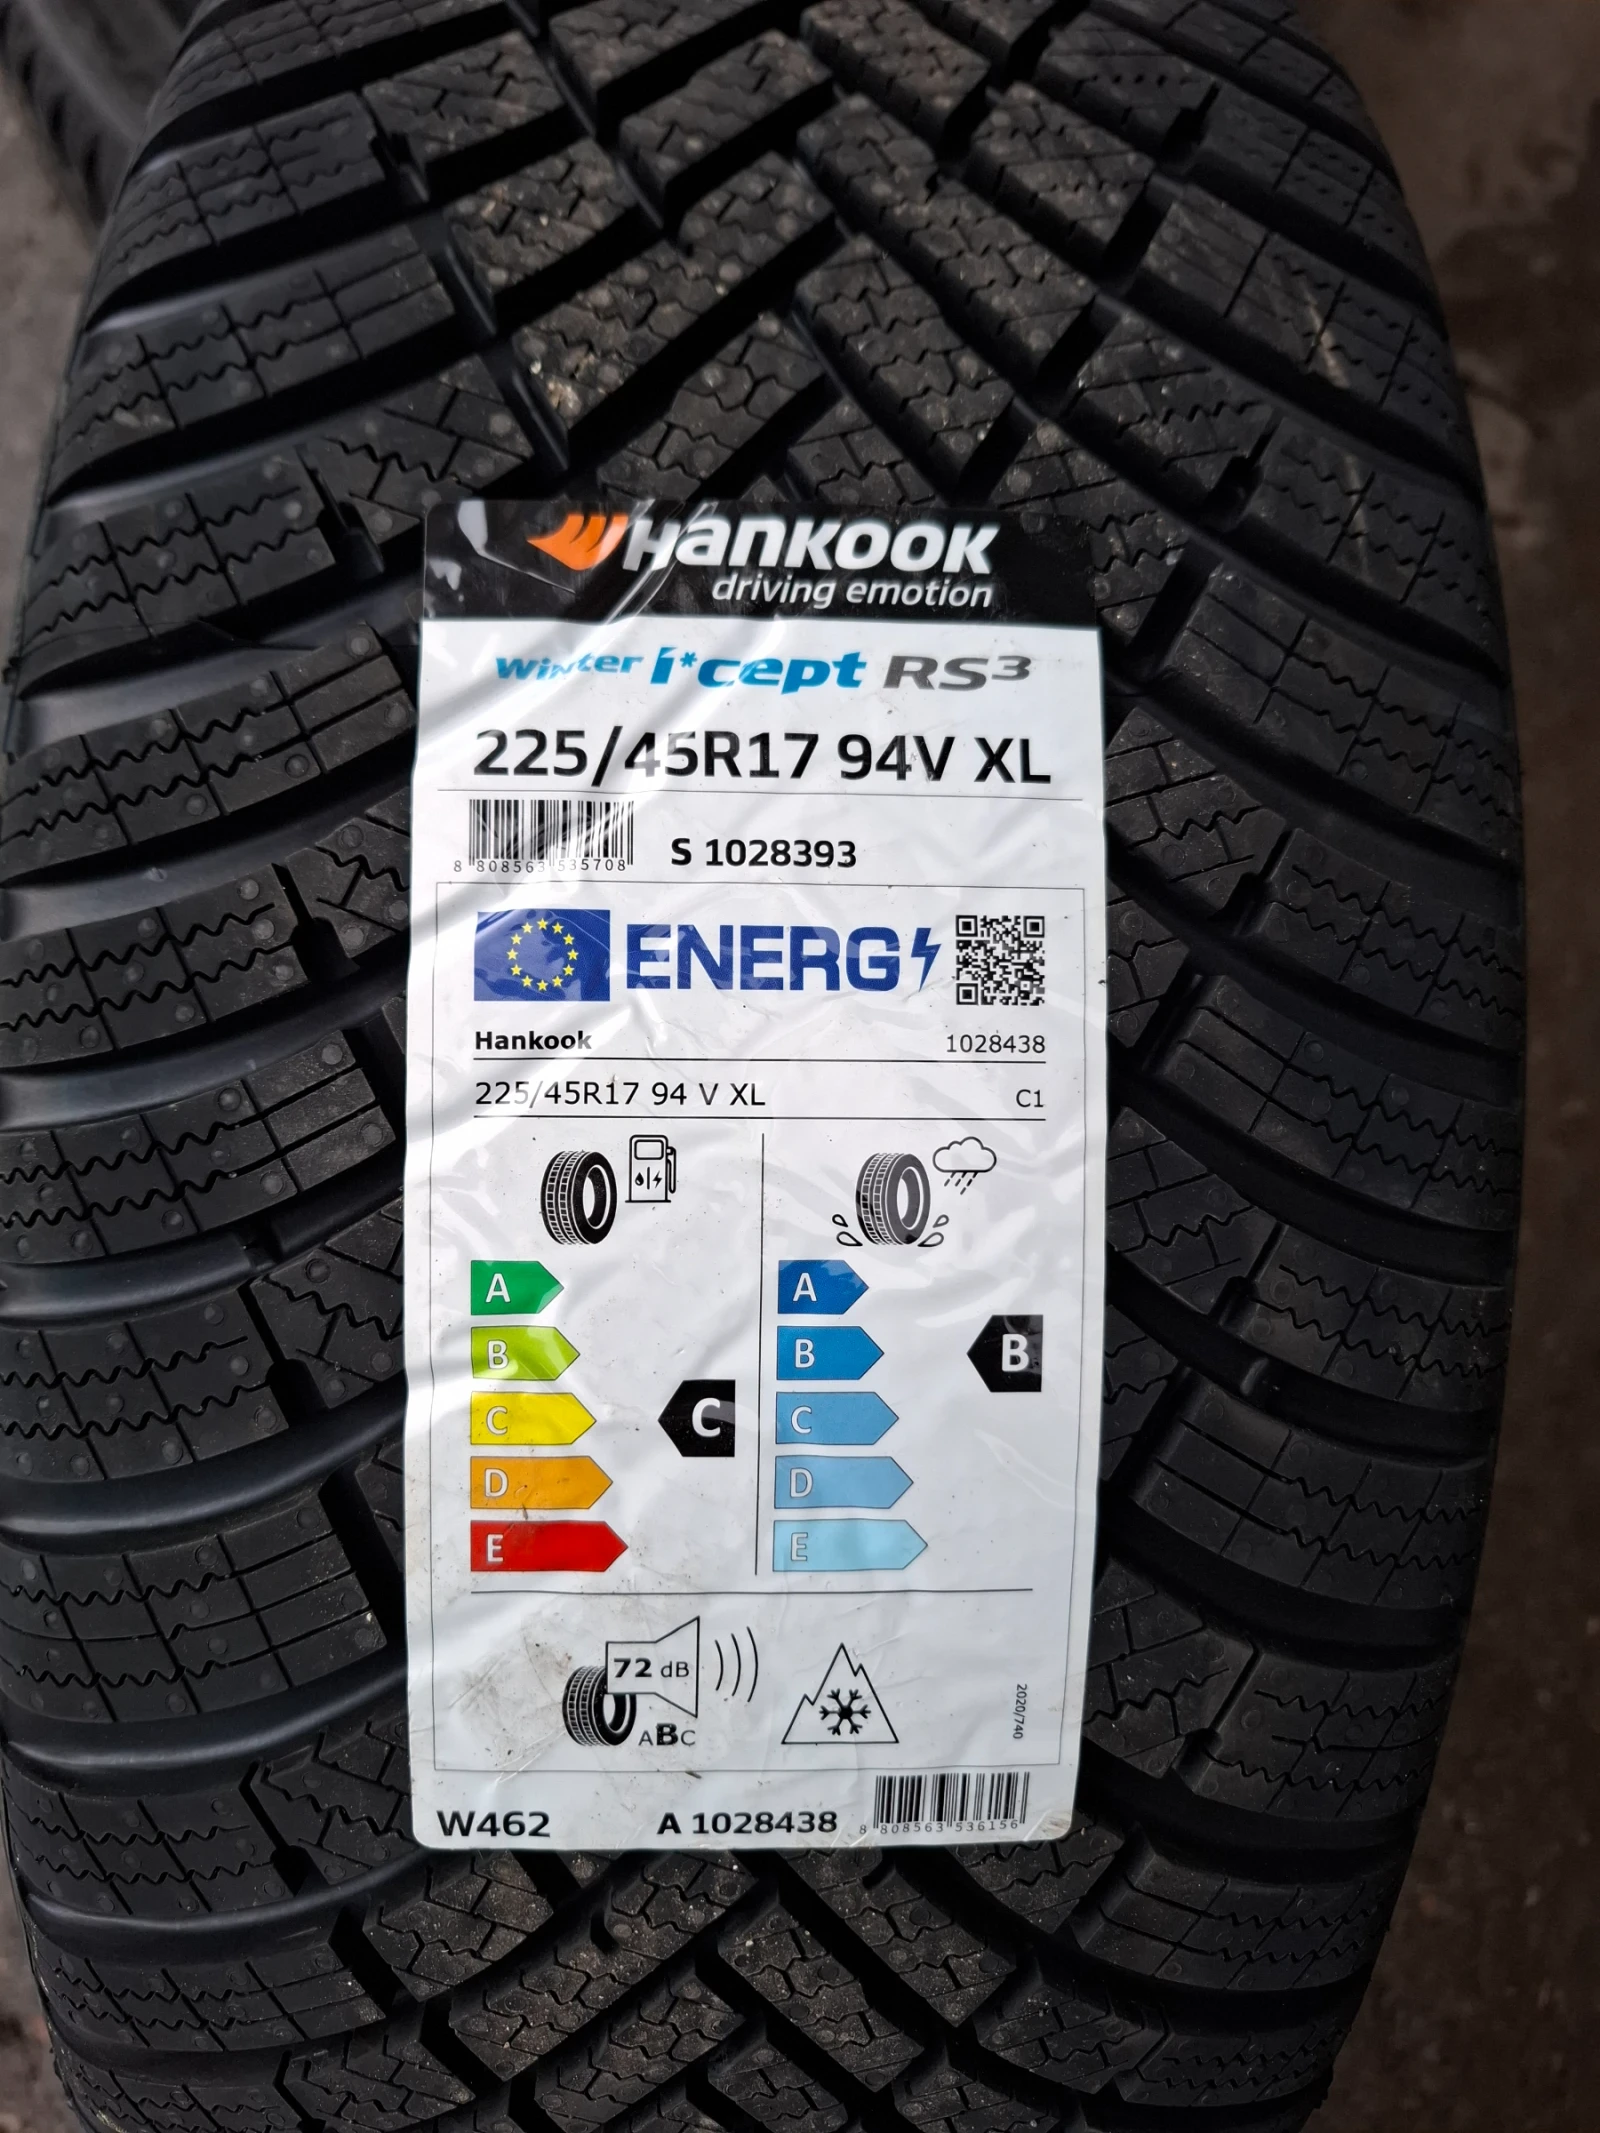 Hankook
driving emotion
winter i*cept RS3
225/45R17 94V XL
8 808563 535708
S 1028393
ENERG
Hankook
1028438
225/45R17 94 V XL
C1
A
B
C
D
E
C
A
B
C
D
E
B
72 dB
ABC
2020/740
W462
A 1028438
8 808563 536156